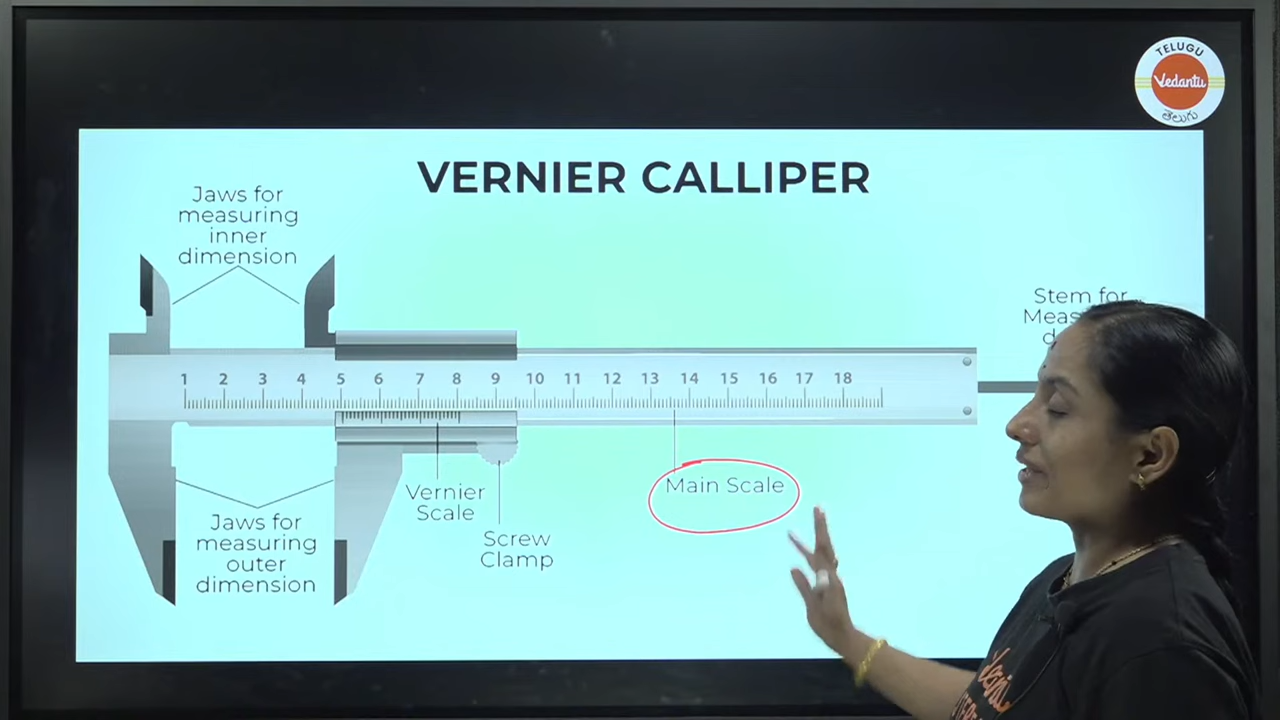 TELUGU
Vedantu
తెలుగు
VERNIER CALLIPER
Jaws for
measuring
inner
dimension
Stem for
1 2 3 4 5 6 7 8 9 10 11 12 13 14 15 16 17 18
Main Scale
Vernier
Scale
Screw
Clamp
Jaws for
measuring
outer
dimension